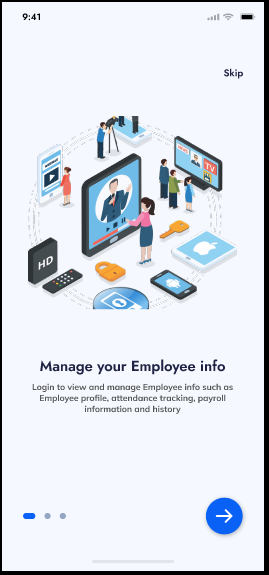 9:41
Skip
TV
HD
Manage your Employee info
Login to view and manage Employee info such as
Employee profile, attendance tracking, payroll
information and history